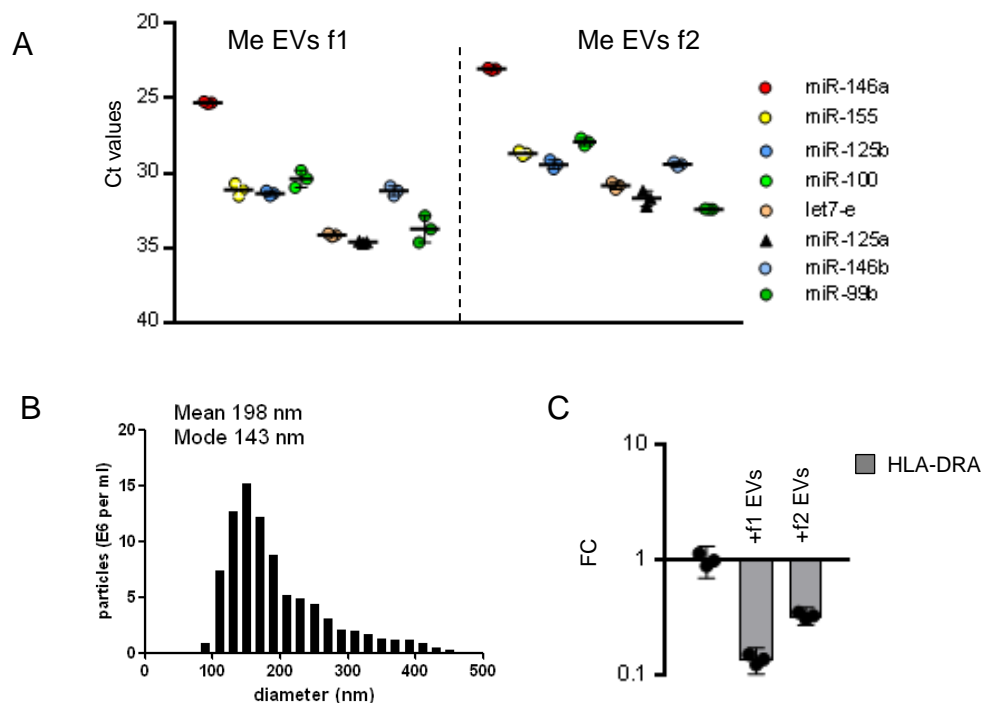 A
Me EVs f1
Me EVs f2
Ct values
20
25
30
35
40
miR-146a
miR-155
miR-125b
miR-100
let7-e
miR-125a
miR-146b
miR-99b
B
Mean 198 nm
Mode 143 nm
particles (E6 per ml)
20
15
10
5
0
0 100 200 300 400 500
diameter (nm)
C
FC
10
1
0.1
+f1 EVs
+f2 EVs
HLA-DRA